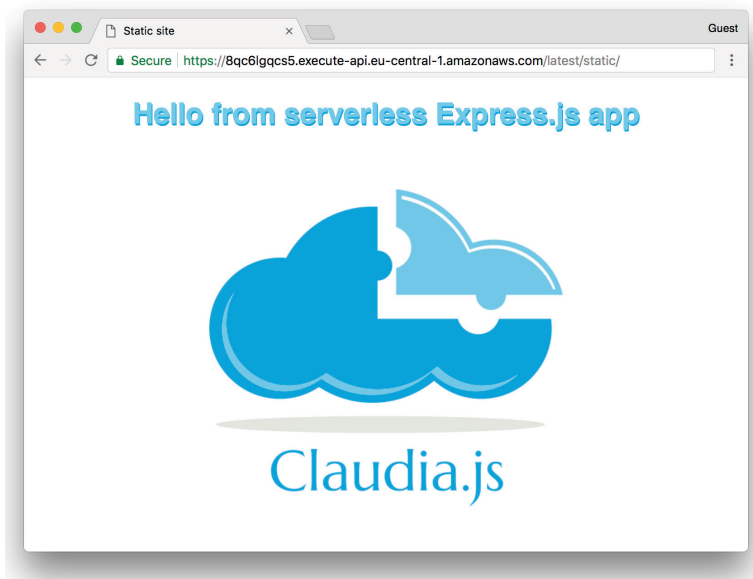 Static site
Guest
Secure https://8qc6lgqcs5.execute-api.eu-central-1.amazonaws.com/latest/static/
Hello from serverless Express.js app
Claudia.js